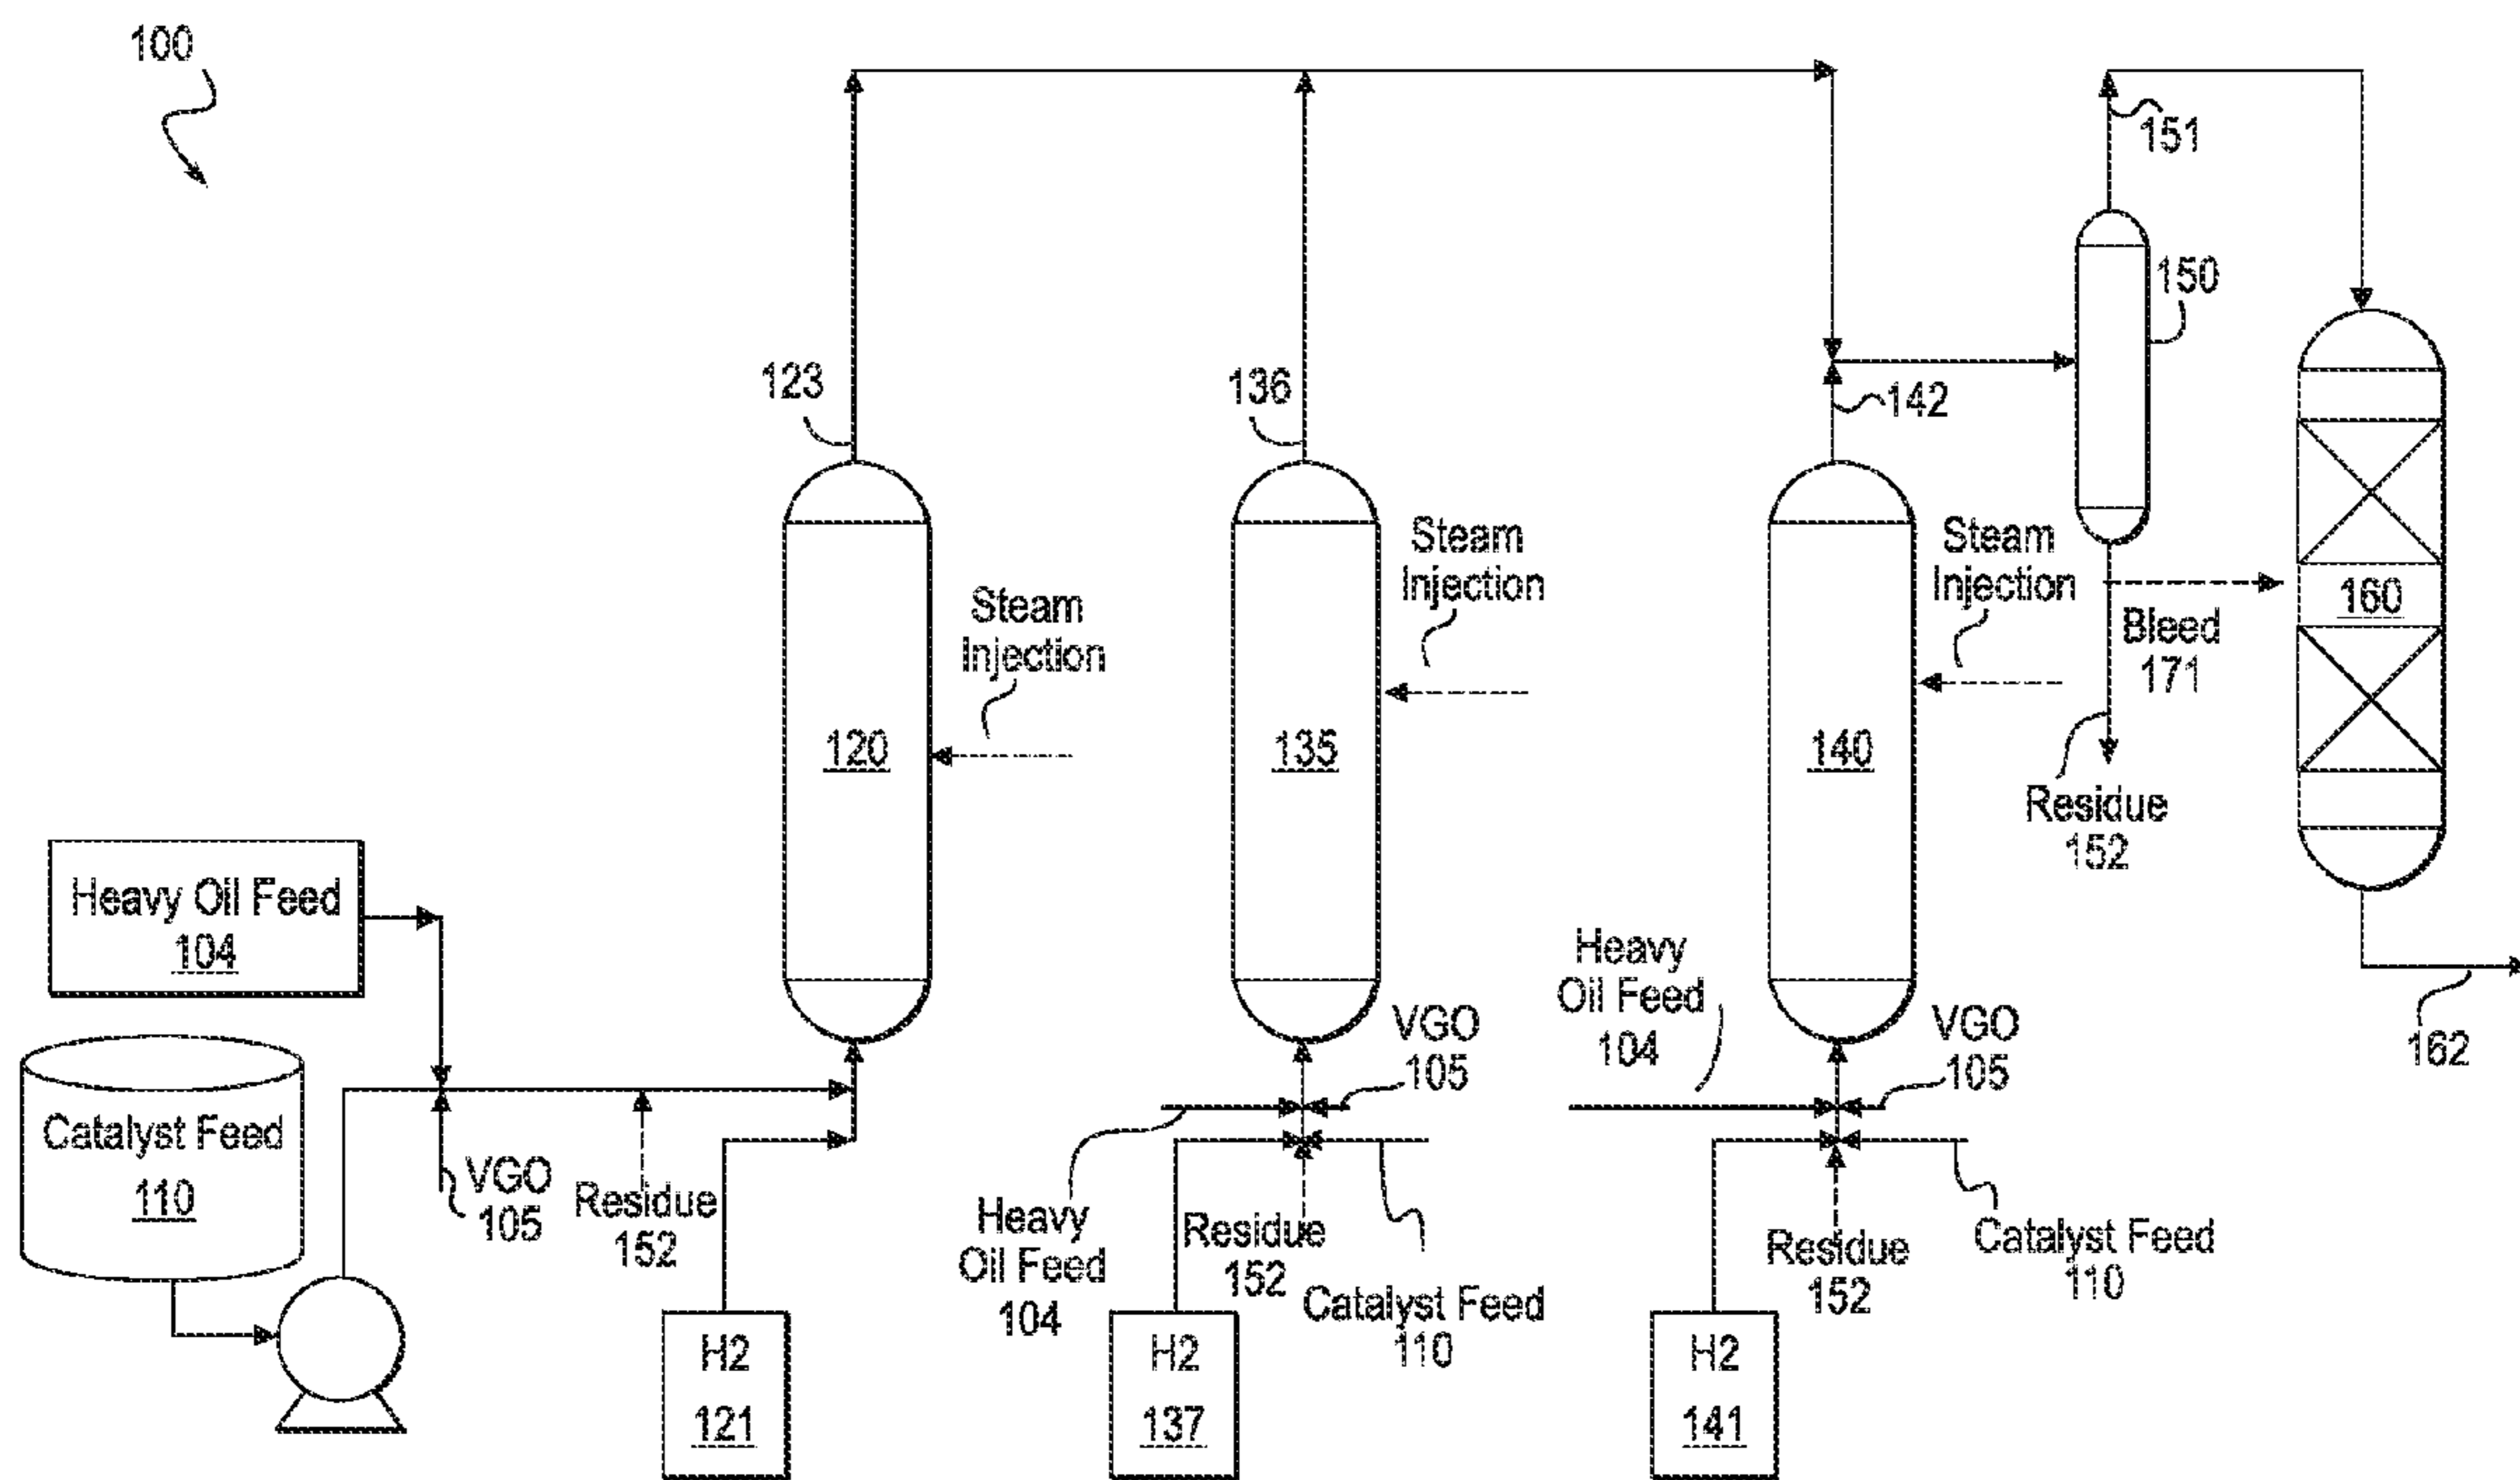 100
151
150
123
136
142
Steam
Injection
Steam
Injection
Steam
Injection
160
Bleed
171
120
135
140
Residue
152
Heavy Oil Feed
104
Heavy
Oil Feed
104
VGO
105
VGO
105
162
Catalyst Feed
110
VGO
105
Residue
152
Heavy
Oil Feed
104
Residue
152
Catalyst Feed
110
Residue
152
Catalyst Feed
110
H2
121
H2
137
H2
141